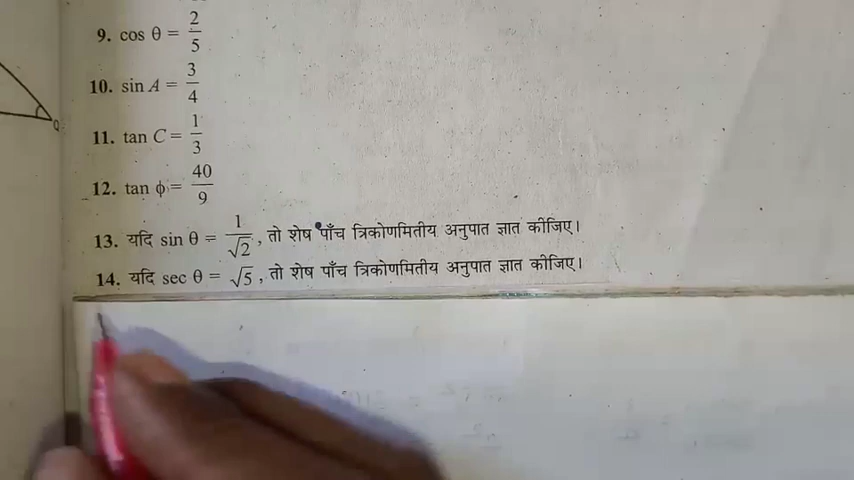 9. cos θ = 2/5
10. sin A = 3/4
11. tan C = 1/3
12. tan ϕ = 40/9
13. यदि sin θ = 1/√2, तो शेष पाँच त्रिकोणमितीय अनुपात ज्ञात कीजिए।
14. यदि sec θ = √5, तो शेष पाँच त्रिकोणमितीय अनुपात ज्ञात कीजिए।